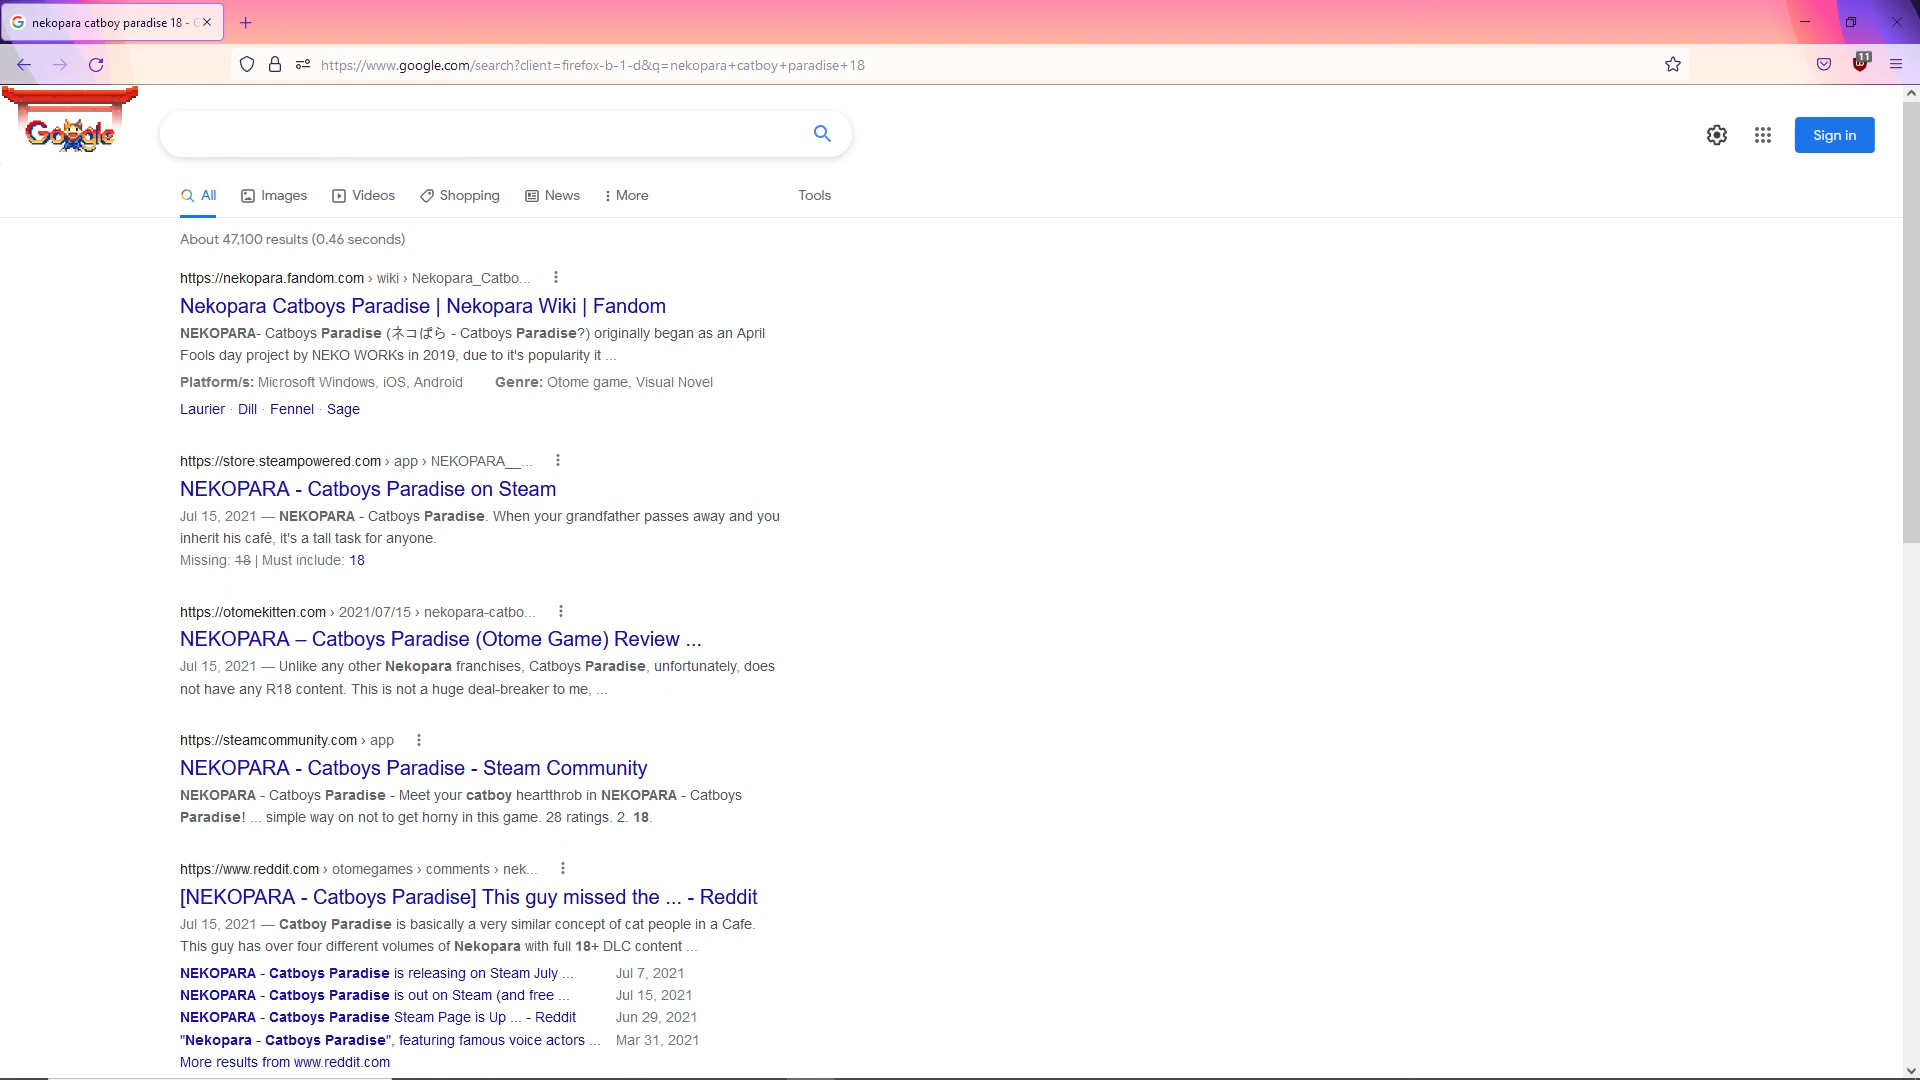 nekopara catboy paradise 18 - G
https://www.google.com/search?client=firefox-b-1-d&q=nekopara+catboy+paradise+18
11
Google
Sign in
All
Images
Videos
Shopping
News
More
Tools
About 47,100 results (0.46 seconds)
https://nekopara.fandom.com › wiki › Nekopara_Catbo...
Nekopara Catboys Paradise | Nekopara Wiki | Fandom
NEKOPARA- Catboys Paradise (ネコぱら - Catboys Paradise?) originally began as an April
Fools day project by NEKO WORKs in 2019, due to it's popularity it ...
Platform/s: Microsoft Windows, iOS, Android Genre: Otome game, Visual Novel
Laurier · Dill · Fennel · Sage
https://store.steampowered.com › app › NEKOPARA__...
NEKOPARA - Catboys Paradise on Steam
Jul 15, 2021 — NEKOPARA - Catboys Paradise. When your grandfather passes away and you
inherit his café, it's a tall task for anyone.
Missing: 18 | Must include: 18
https://otomekitten.com › 2021/07/15 › nekopara-catbo...
NEKOPARA – Catboys Paradise (Otome Game) Review ...
Jul 15, 2021 — Unlike any other Nekopara franchises, Catboys Paradise, unfortunately, does
not have any R18 content. This is not a huge deal-breaker to me, ...
https://steamcommunity.com › app
NEKOPARA - Catboys Paradise - Steam Community
NEKOPARA - Catboys Paradise - Meet your catboy heartthrob in NEKOPARA - Catboys
Paradise! ... simple way on not to get horny in this game. 28 ratings. 2. 18.
https://www.reddit.com › otomegames › comments › nek...
[NEKOPARA - Catboys Paradise] This guy missed the ... - Reddit
Jul 15, 2021 — Catboy Paradise is basically a very similar concept of cat people in a Cafe.
This guy has over four different volumes of Nekopara with full 18+ DLC content ...
NEKOPARA - Catboys Paradise is releasing on Steam July ... Jul 7, 2021
NEKOPARA - Catboys Paradise is out on Steam (and free ... Jul 15, 2021
NEKOPARA - Catboys Paradise Steam Page is Up ... - Reddit Jun 29, 2021
"Nekopara - Catboys Paradise", featuring famous voice actors ... Mar 31, 2021
More results from www.reddit.com